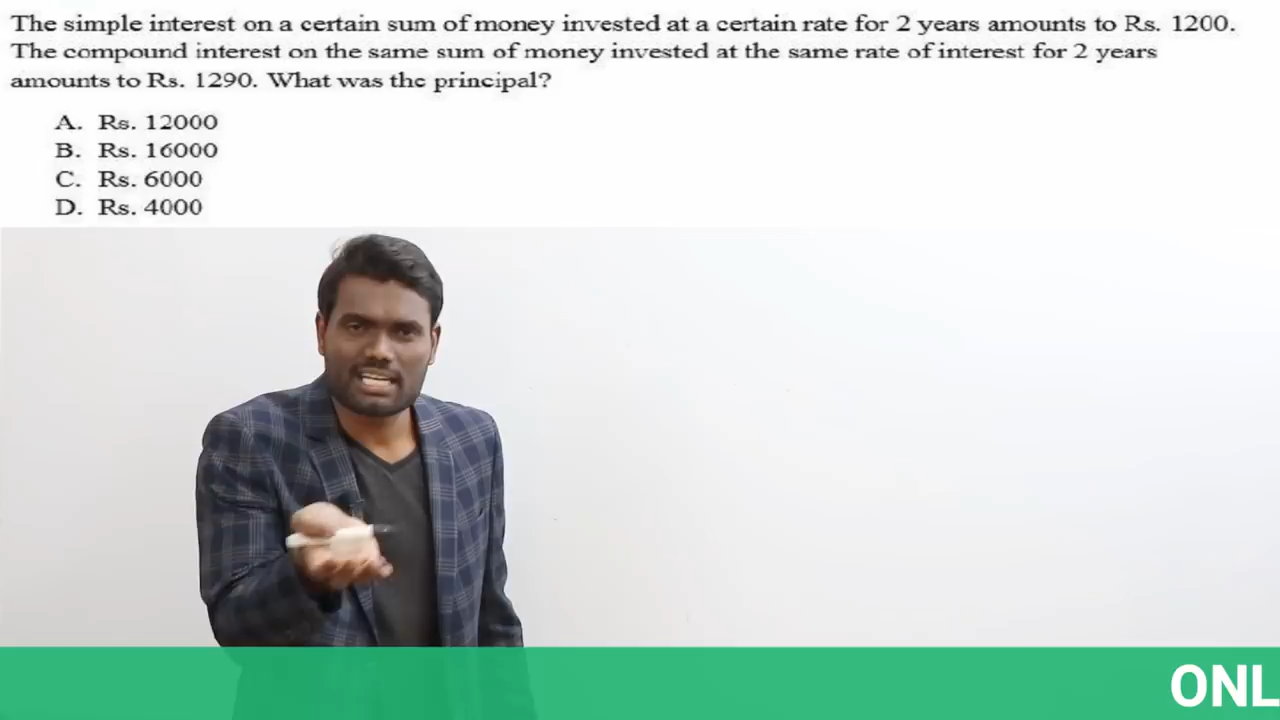 The simple interest on a certain sum of money invested at a certain rate for 2 years amounts to Rs. 1200.
The compound interest on the same sum of money invested at the same rate of interest for 2 years
amounts to Rs. 1290. What was the principal?
A. Rs. 12000
B. Rs. 16000
C. Rs. 6000
D. Rs. 4000
ONL